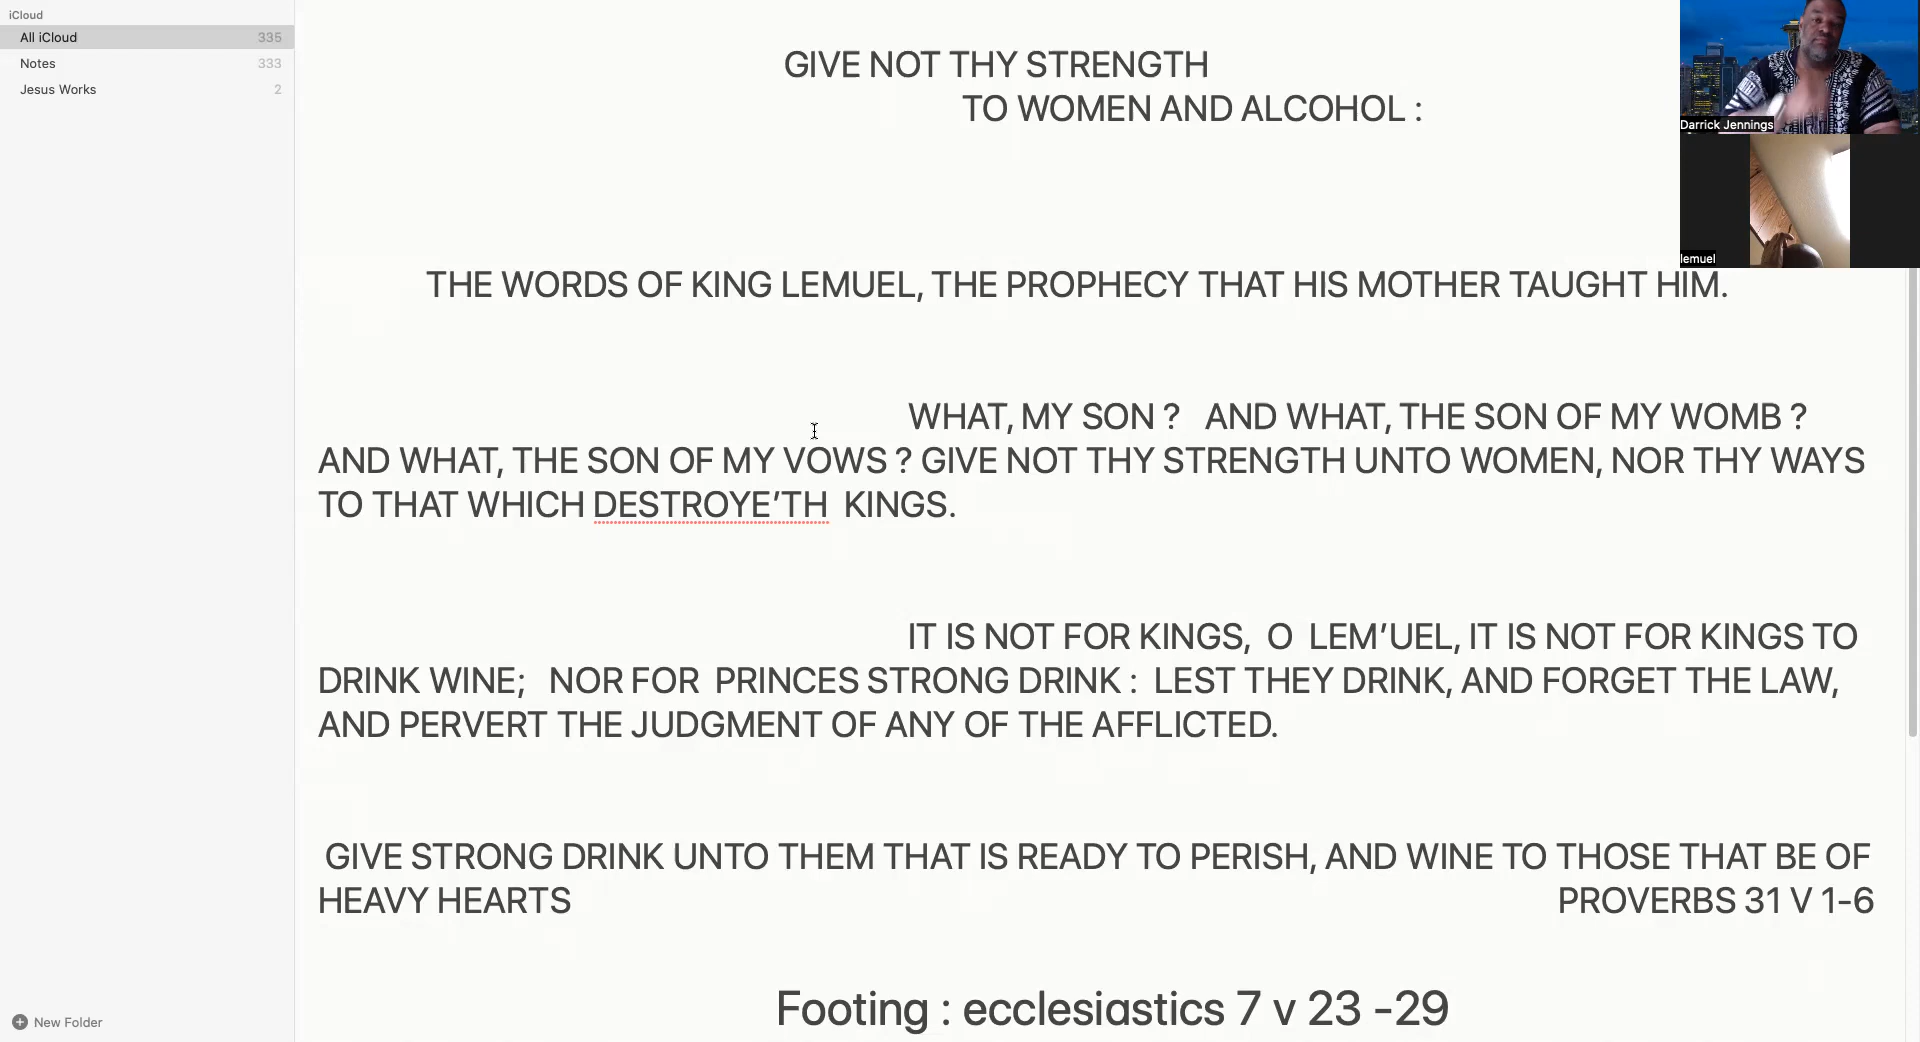 iCloud
All iCloud 335
Notes 333
Jesus Works 2
New Folder
GIVE NOT THY STRENGTH
TO WOMEN AND ALCOHOL :
THE WORDS OF KING LEMUEL, THE PROPHECY THAT HIS MOTHER TAUGHT HIM.
WHAT, MY SON ? AND WHAT, THE SON OF MY WOMB ?
AND WHAT, THE SON OF MY VOWS ? GIVE NOT THY STRENGTH UNTO WOMEN, NOR THY WAYS
TO THAT WHICH DESTROYE’TH KINGS.
IT IS NOT FOR KINGS, O LEM’UEL, IT IS NOT FOR KINGS TO
DRINK WINE; NOR FOR PRINCES STRONG DRINK : LEST THEY DRINK, AND FORGET THE LAW,
AND PERVERT THE JUDGMENT OF ANY OF THE AFFLICTED.
GIVE STRONG DRINK UNTO THEM THAT IS READY TO PERISH, AND WINE TO THOSE THAT BE OF
HEAVY HEARTS PROVERBS 31 V 1-6
Footing : ecclesiastics 7 v 23 -29
Darrick Jennings
lemuel